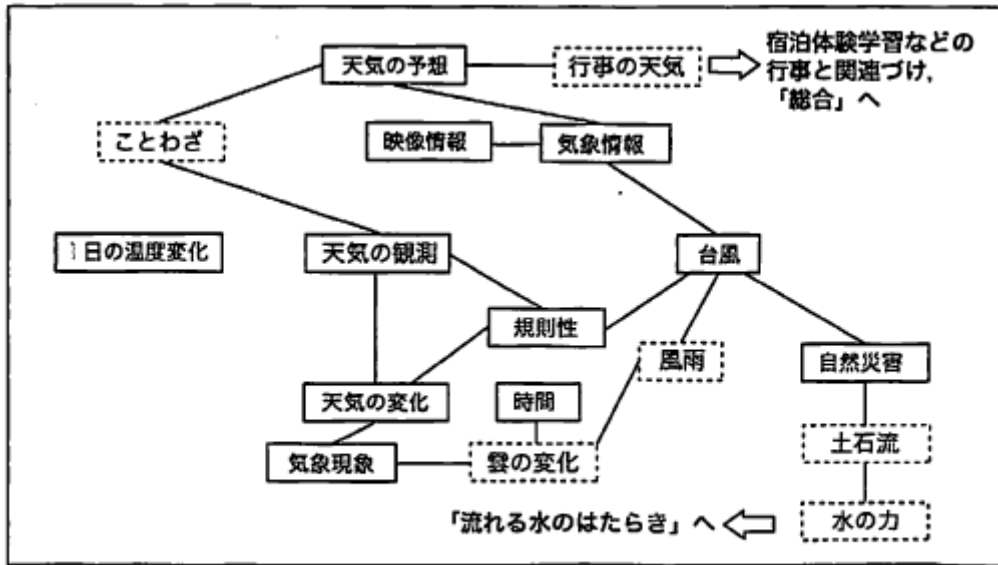 天気の予想
行事の天気
宿泊体験学習などの
行事と関連づけ,
「総合」へ
ことわざ
映像情報
気象情報
1日の温度変化
天気の観測
台風
規則性
風雨
自然災害
天気の変化
時間
気象現象
雲の変化
土石流
「流れる水のはたらき」へ
水の力